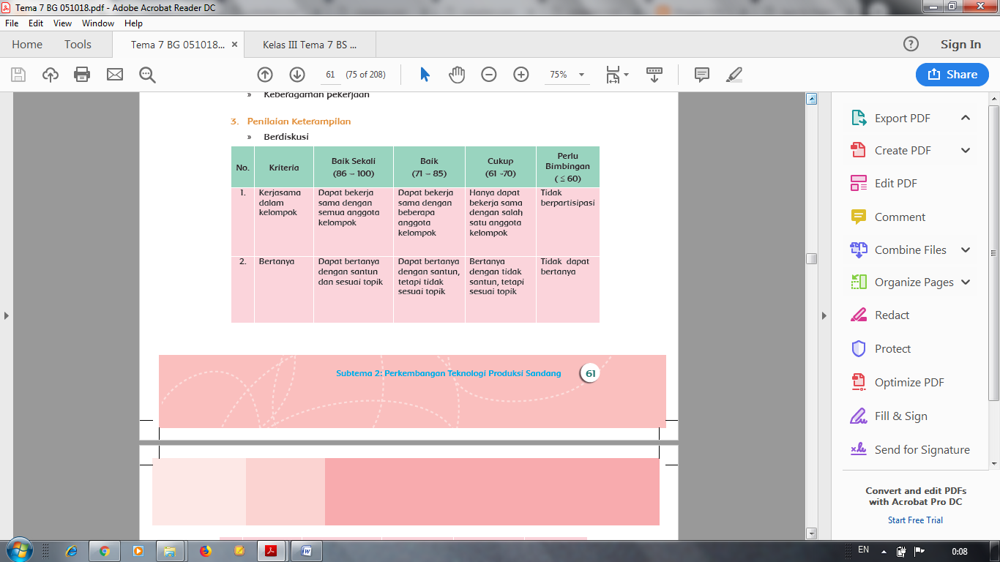 Tema 7 BG 051018.pdf - Adobe Acrobat Reader DC
File Edit View Window Help
Home Tools Tema 7 BG 051018... × Kelas III Tema 7 BS ... ? Sign In
61 (75 of 208) 75% Share
» Keberagaman pekerjaan
3. Penilaian Keterampilan
» Berdiskusi
No. Kriteria Baik Sekali (86 – 100) Baik (71 – 85) Cukup (61 -70) Perlu Bimbingan ( ≤ 60)
1. Kerjasama dalam kelompok
Dapat bekerja sama dengan semua anggota kelompok
Dapat bekerja sama dengan beberapa anggota kelompok
Hanya dapat bekerja sama dengan salah satu anggota kelompok
Tidak berpartisipasi
2. Bertanya
Dapat bertanya dengan santun dan sesuai topik
Dapat bertanya dengan santun, tetapi tidak sesuai topik
Bertanya dengan tidak santun, tetapi sesuai topik
Tidak dapat bertanya
Subtema 2: Perkembangan Teknologi Produksi Sandang 61
Export PDF
Create PDF
Edit PDF
Comment
Combine Files
Organize Pages
Redact
Protect
Optimize PDF
Fill & Sign
Send for Signature
Convert and edit PDFs
with Acrobat Pro DC
Start Free Trial
EN 0:08